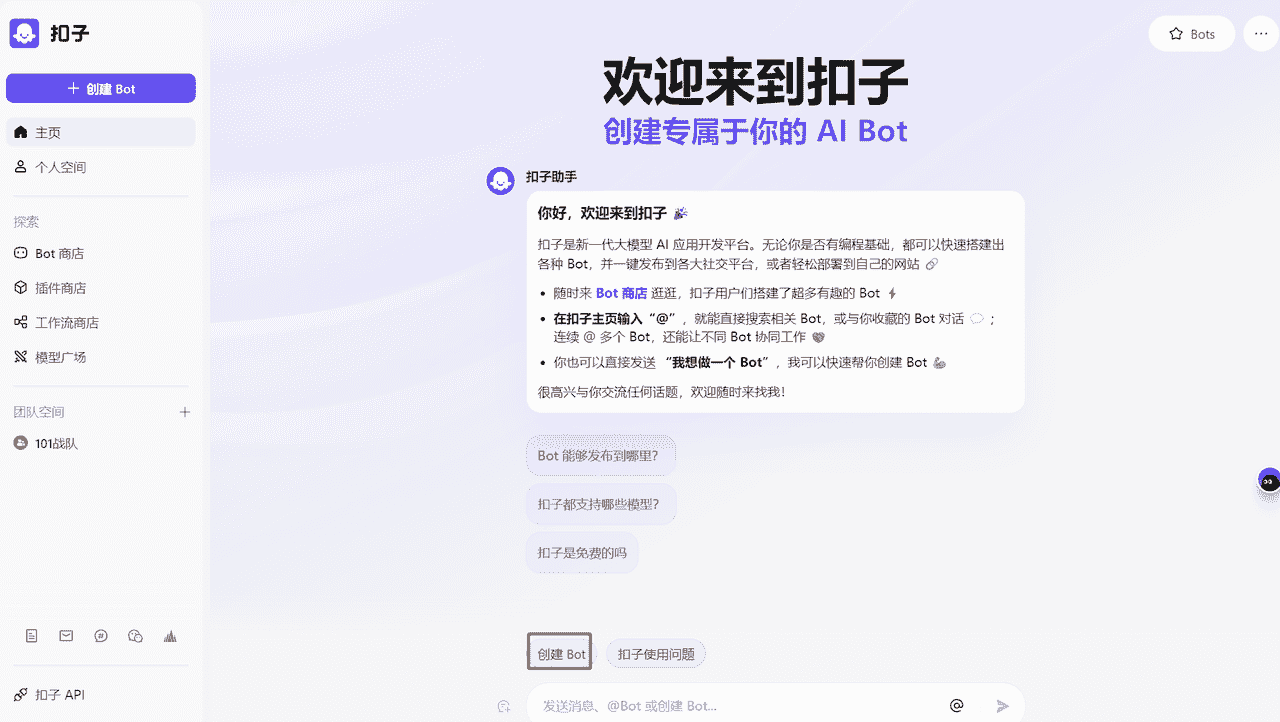 扣子
+ 创建 Bot
主页
个人空间
探索
Bot 商店
插件商店
工作流商店
模型广场
团队空间 +
101战队
扣子 API
Bots
欢迎来到扣子
创建专属于你的 AI Bot
扣子助手
你好，欢迎来到扣子 🎉
扣子是新一代大模型 AI 应用开发平台。无论你是否有编程基础，都可以快速搭建出
各种 Bot，并一键发布到各大社交平台，或者轻松部署到自己的网站 🔗
• 随时来 Bot 商店 逛逛，扣子用户们搭建了超多有趣的 Bot ⚡
• 在扣子主页输入“@”，就能直接搜索相关 Bot，或与你收藏的 Bot 对话 💬；
连续 @ 多个 Bot，还能让不同 Bot 协同工作 🤝
• 你也可以直接发送 “我想做一个 Bot”，我可以快速帮你创建 Bot 🦾
很高兴与你交流任何话题，欢迎随时来找我！
Bot 能够发布到哪里？
扣子都支持哪些模型？
扣子是免费的吗
创建 Bot
扣子使用问题
发送消息、@Bot 或创建 Bot...
@